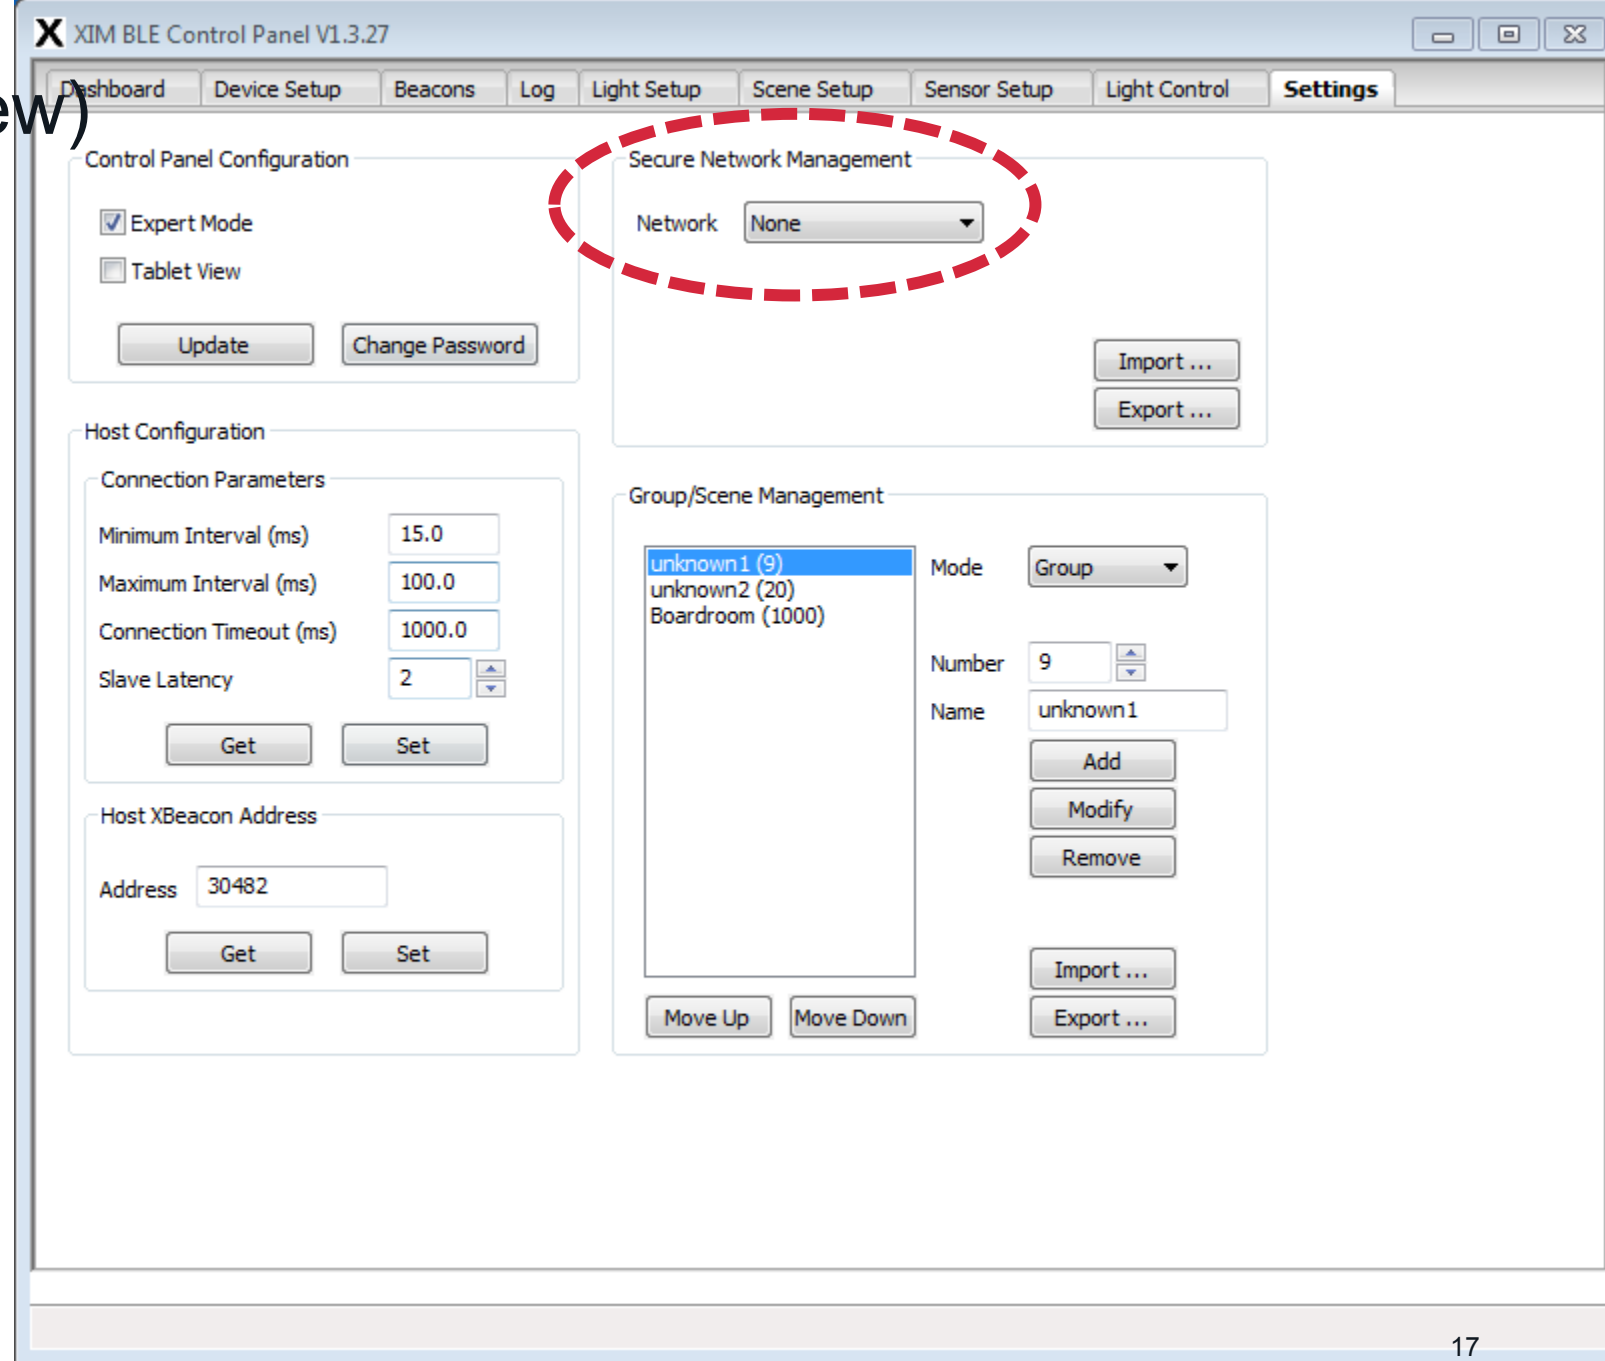 XIM BLE Control Panel V1.3.27
Dashboard Device Setup Beacons Log Light Setup Scene Setup Sensor Setup Light Control Settings
ew)
Control Panel Configuration
Expert Mode
Tablet View
Update Change Password
Secure Network Management
Network None
Import ...
Export ...
Host Configuration
Connection Parameters
Minimum Interval (ms) 15.0
Maximum Interval (ms) 100.0
Connection Timeout (ms) 1000.0
Slave Latency 2
Get Set
Host XBeacon Address
Address 30482
Get Set
Group/Scene Management
unknown1 (9)
unknown2 (20)
Boardroom (1000)
Move Up Move Down
Mode Group
Number 9
Name unknown1
Add
Modify
Remove
Import ...
Export ...
17